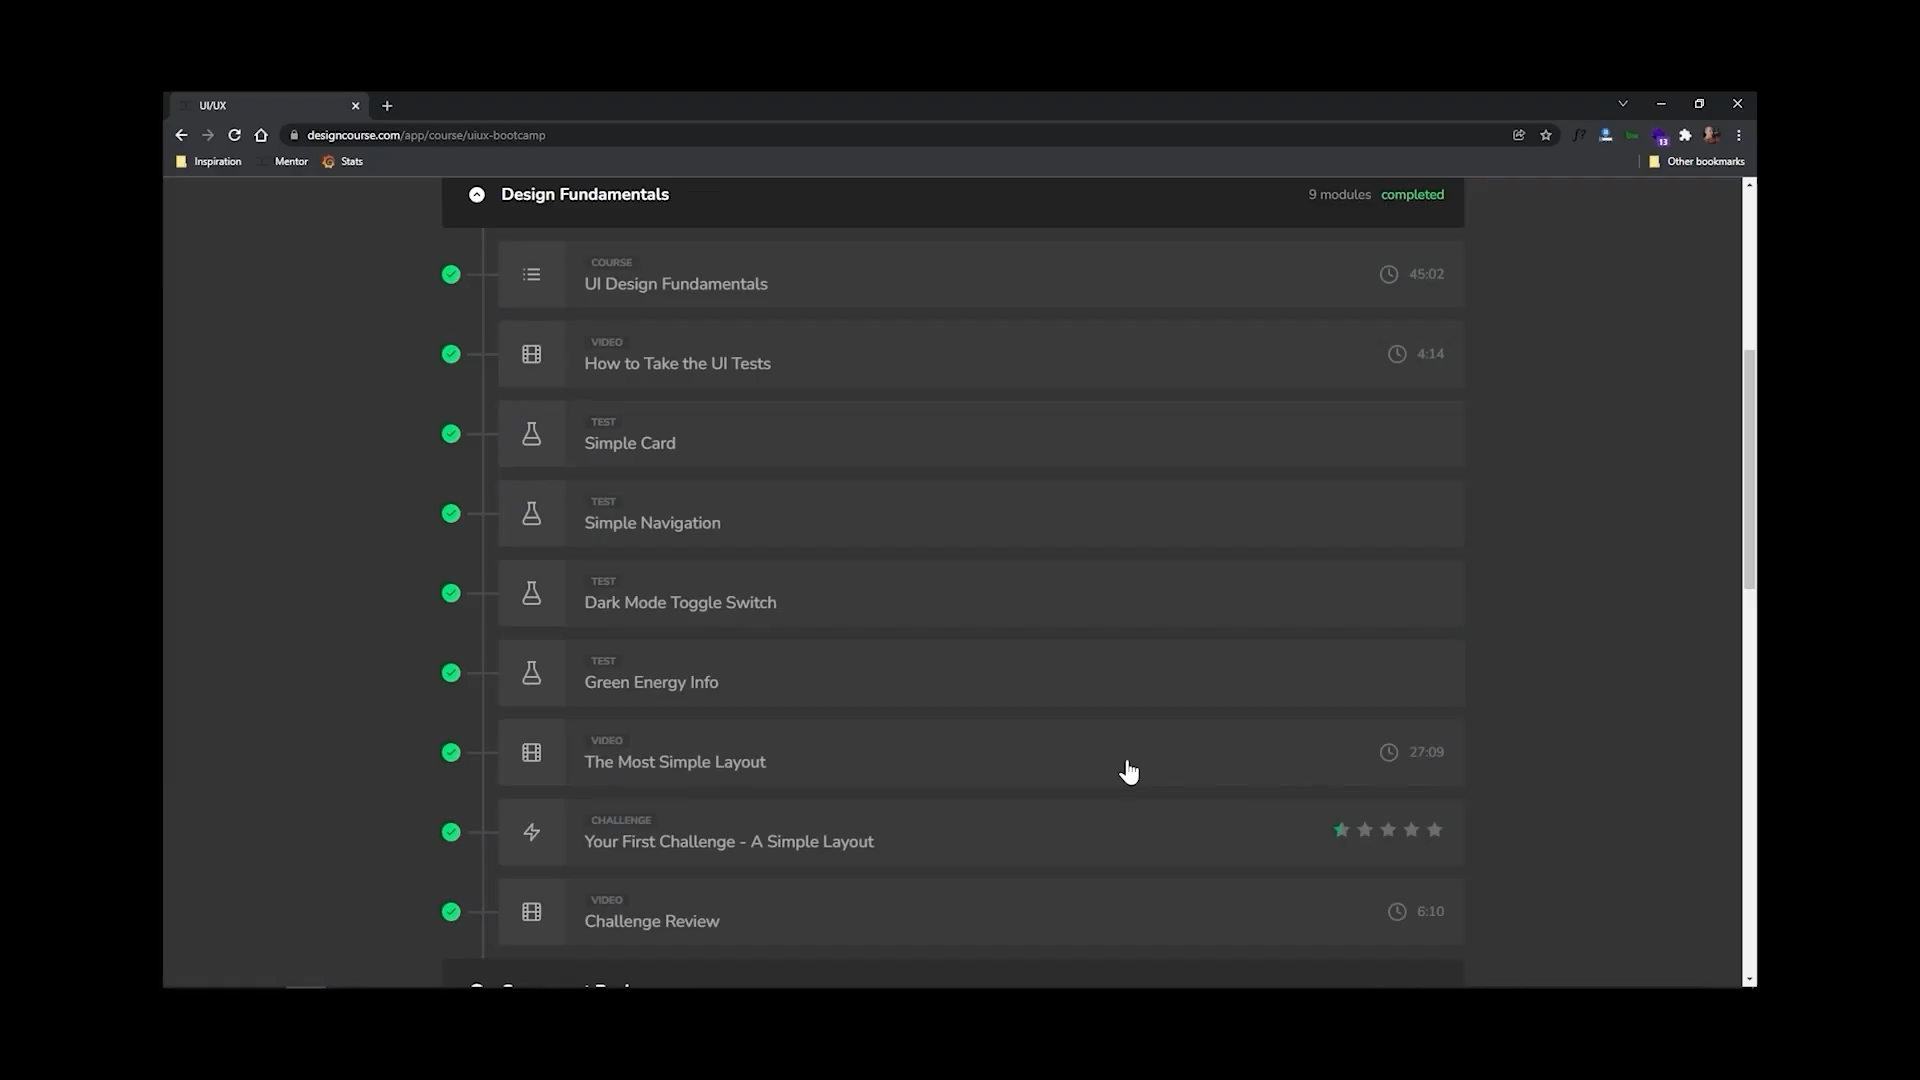 UI/UX
designcourse.com/app/course/uiux-bootcamp
f?
13
Inspiration
Mentor
Stats
Other bookmarks
Design Fundamentals
9 modules completed
COURSE
UI Design Fundamentals
45:02
VIDEO
How to Take the UI Tests
4:14
TEST
Simple Card
TEST
Simple Navigation
TEST
Dark Mode Toggle Switch
TEST
Green Energy Info
VIDEO
The Most Simple Layout
27:09
CHALLENGE
Your First Challenge - A Simple Layout
VIDEO
Challenge Review
6:10